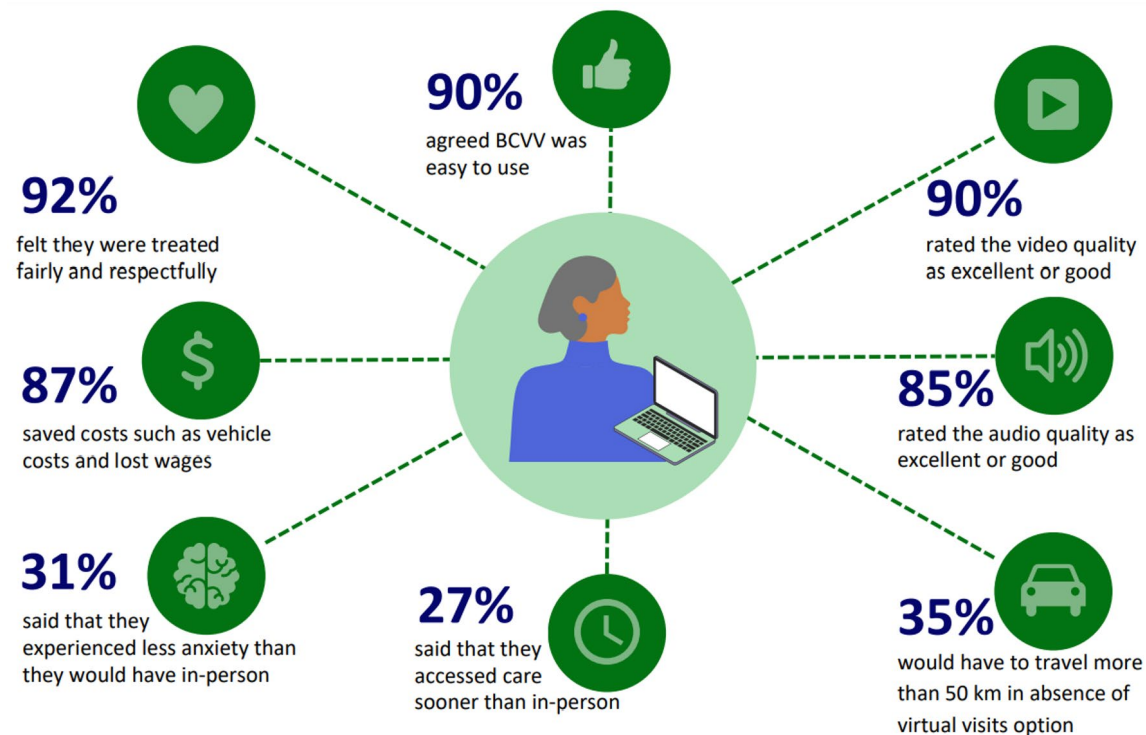 90%
agreed BCVV was
easy to use
92%
felt they were treated
fairly and respectfully
90%
rated the video quality
as excellent or good
87%
saved costs such as vehicle
costs and lost wages
85%
rated the audio quality as
excellent or good
31%
said that they
experienced less anxiety than
they would have in-person
27%
said that they
accessed care
sooner than in-person
35%
would have to travel more
than 50 km in absence of
virtual visits option